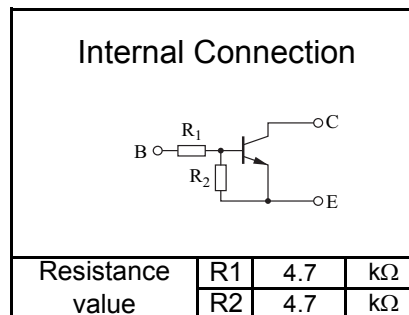 Internal Connection
C
R1
B
R2
E
Resistance value R1 4.7 kΩ
R2 4.7 kΩ